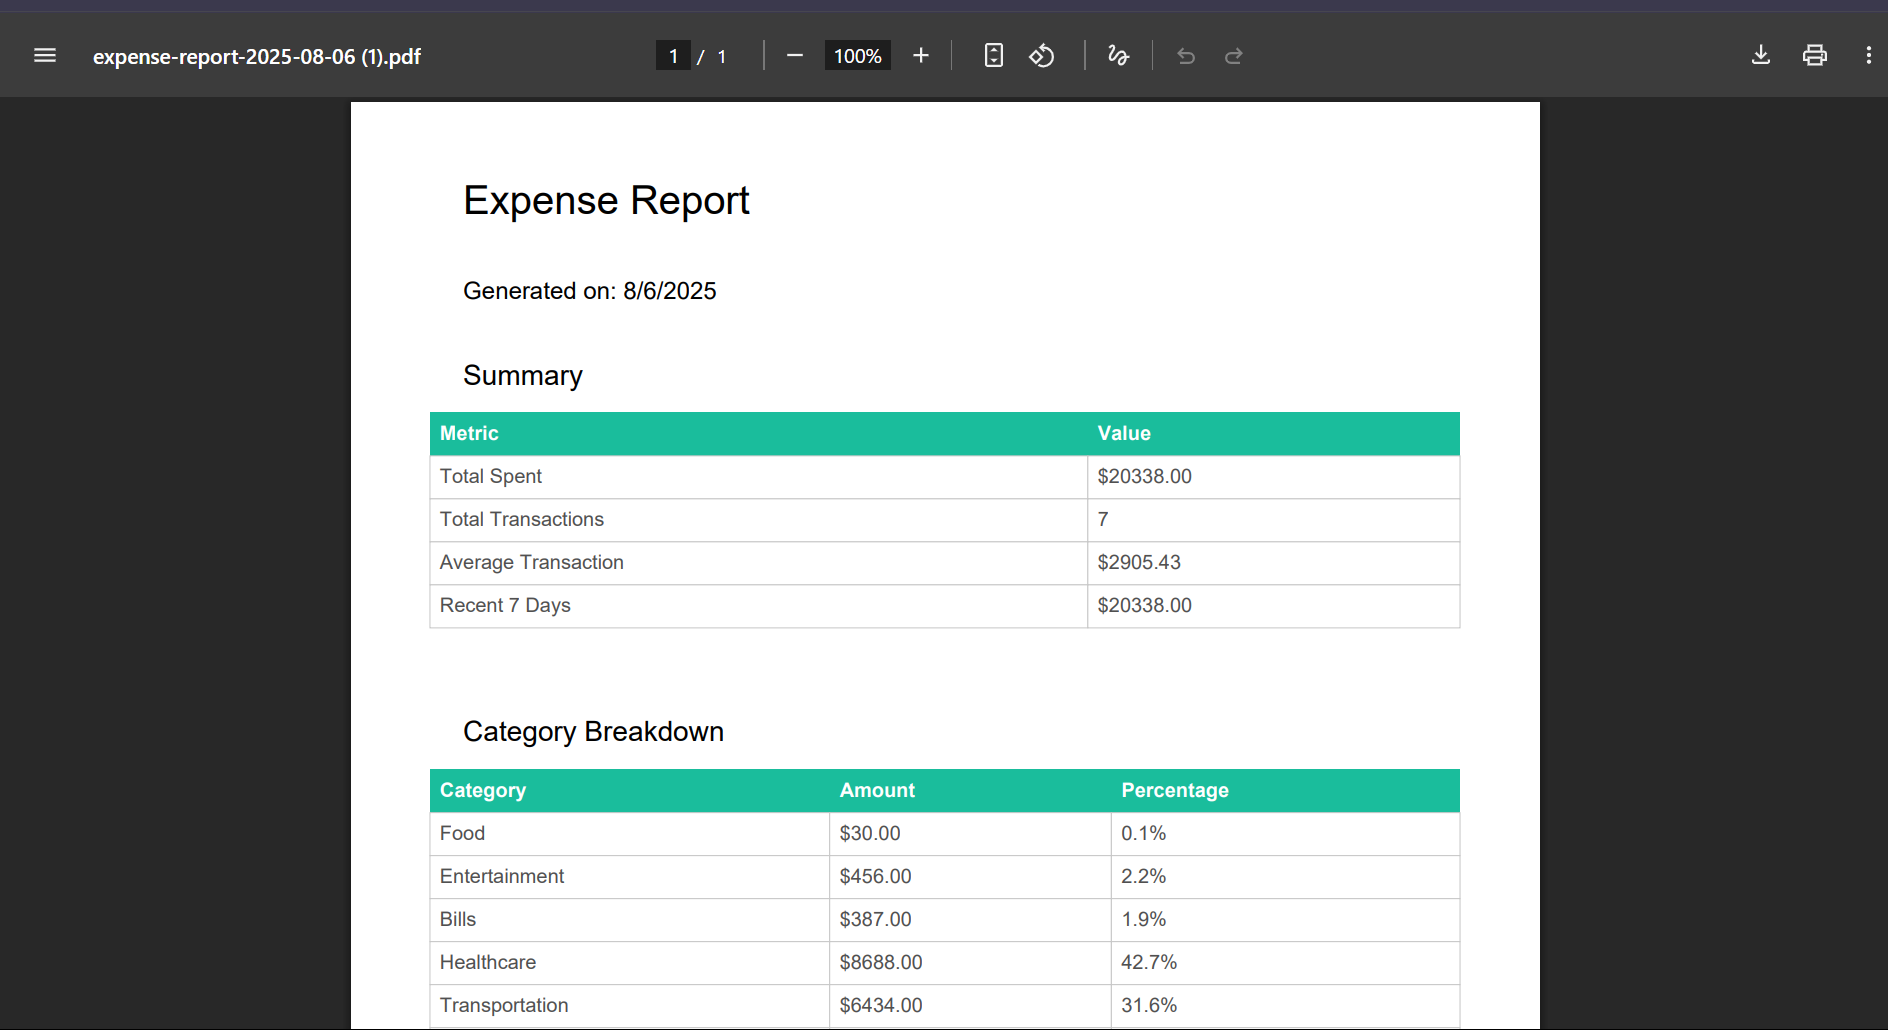 expense-report-2025-08-06 (1).pdf
1 / 1
100%
Expense Report
Generated on: 8/6/2025
Summary
Metric Value
Total Spent $20338.00
Total Transactions 7
Average Transaction $2905.43
Recent 7 Days $20338.00
Category Breakdown
Category Amount Percentage
Food $30.00 0.1%
Entertainment $456.00 2.2%
Bills $387.00 1.9%
Healthcare $8688.00 42.7%
Transportation $6434.00 31.6%